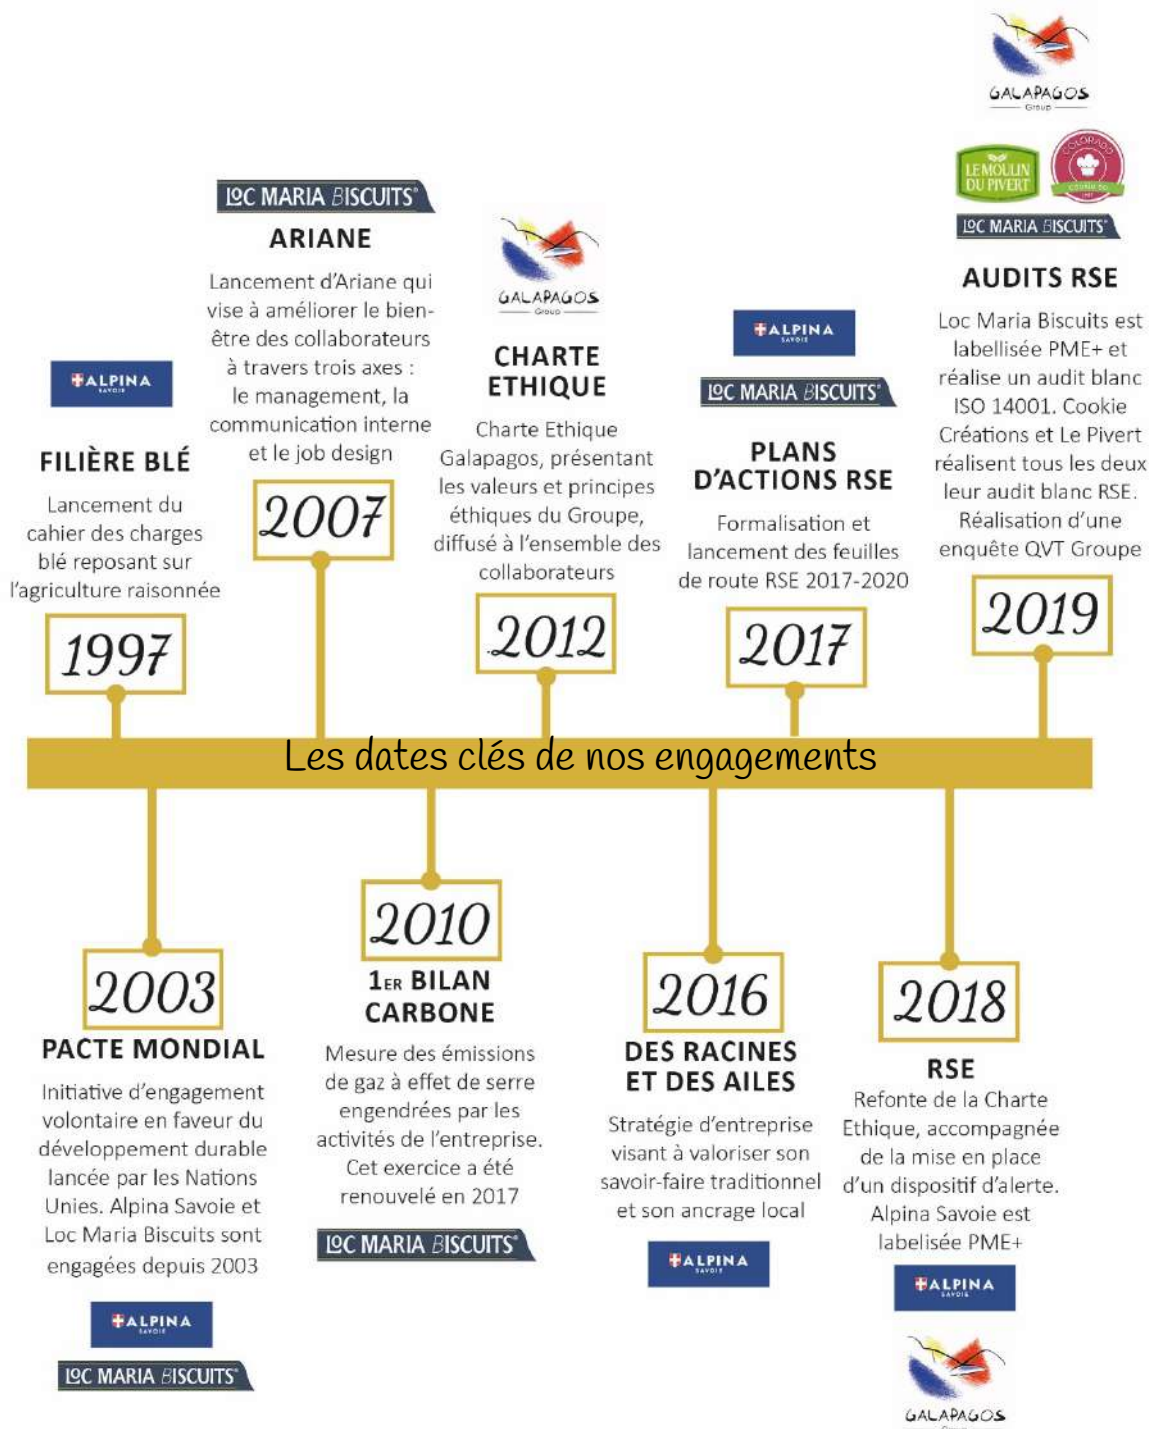 ALPINA
SAVOIE
FILIÈRE BLÉ
Lancement du
cahier des charges
blé reposant sur
l'agriculture raisonnée
1997
LOC MARIA BISCUITS
ARIANE
Lancement d'Ariane qui
vise à améliorer le bien-
être des collaborateurs
à travers trois axes :
le management, la
communication interne
et le job design
2007
GALAPAGOS
Group
CHARTE
ETHIQUE
Charte Ethique
Galapagos, présentant
les valeurs et principes
éthiques du Groupe,
diffusé à l'ensemble des
collaborateurs
2012
ALPINA
SAVOIE
LOC MARIA BISCUITS
PLANS
D'ACTIONS RSE
Formalisation et
lancement des feuilles
de route RSE 2017-2020
2017
GALAPAGOS
Group
LE MOULIN
DU PIVERT
COLORADO
LOC MARIA BISCUITS
AUDITS RSE
Loc Maria Biscuits est
labellisée PME+ et
réalise un audit blanc
ISO 14001. Cookie
Créations et Le Pivert
réalisent tous les deux
leur audit blanc RSE.
Réalisation d'une
enquête QVT Groupe
2019
Les dates clés de nos engagements
2003
PACTE MONDIAL
Initiative d'engagement
volontaire en faveur du
développement durable
lancée par les Nations
Unies. Alpina Savoie et
Loc Maria Biscuits sont
engagées depuis 2003
ALPINA
SAVOIE
LOC MARIA BISCUITS
2010
1ER BILAN
CARBONE
Mesure des émissions
de gaz à effet de serre
engendrées par les
activités de l'entreprise.
Cet exercice a été
renouvelé en 2017
LOC MARIA BISCUITS
2016
DES RACINES
ET DES AILES
Stratégie d'entreprise
visant à valoriser son
savoir-faire traditionnel
et son ancrage local
ALPINA
SAVOIE
2018
RSE
Refonte de la Charte
Ethique, accompagnée
de la mise en place
d'un dispositif d'alerte.
Alpina Savoie est
labelisée PME+
ALPINA
SAVOIE
GALAPAGOS